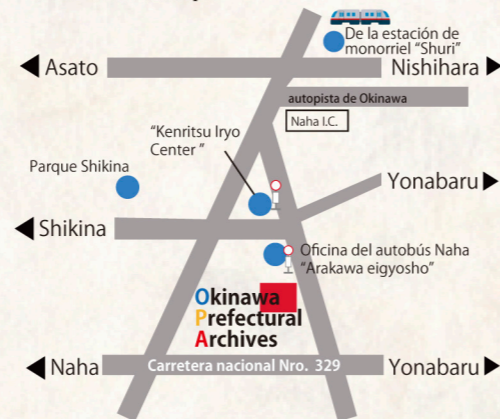 De la estación de
monorriel “Shuri”
◀ Asato
Nishihara ▶
autopista de Okinawa
Naha I.C.
“Kenritsu Iryo
Center ”
Parque Shikina
Yonabaru ▶
◀ Shikina
Oficina del autobús Naha
“Arakawa eigyosho”
Okinawa
Prefectural
Archives
◀ Naha
Carretera nacional Nro. 329
Yonabaru ▶